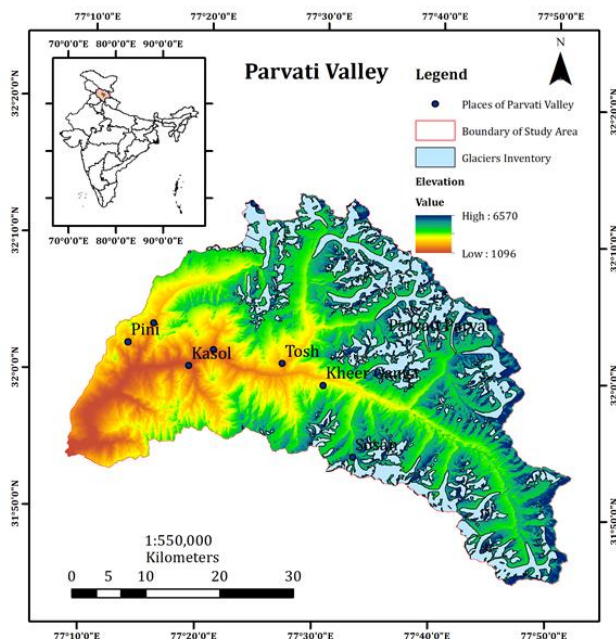 77°10'0"E 77°20'0"E 77°30'0"E 77°40'0"E 77°50'0"E
70°0'0"E 80°0'0"E 90°0'0"E
N
Parvati Valley
Legend
Places of Parvati Valley
Boundary of Study Area
Glaciers Inventory
Elevation
Value
High : 6570
Low : 1096
70°0'0"E 80°0'0"E 90°0'0"E
32°20'0"N
32°20'0"N
32°10'0"N
32°10'0"N
Pini
Kasol
Tosh
Kheer Ganga
32°0'0"N
32°0'0"N
31°50'0"N
31°50'0"N
1:550,000
Kilometers
0 5 10 20 30
77°10'0"E 77°20'0"E 77°30'0"E 77°40'0"E 77°50'0"E